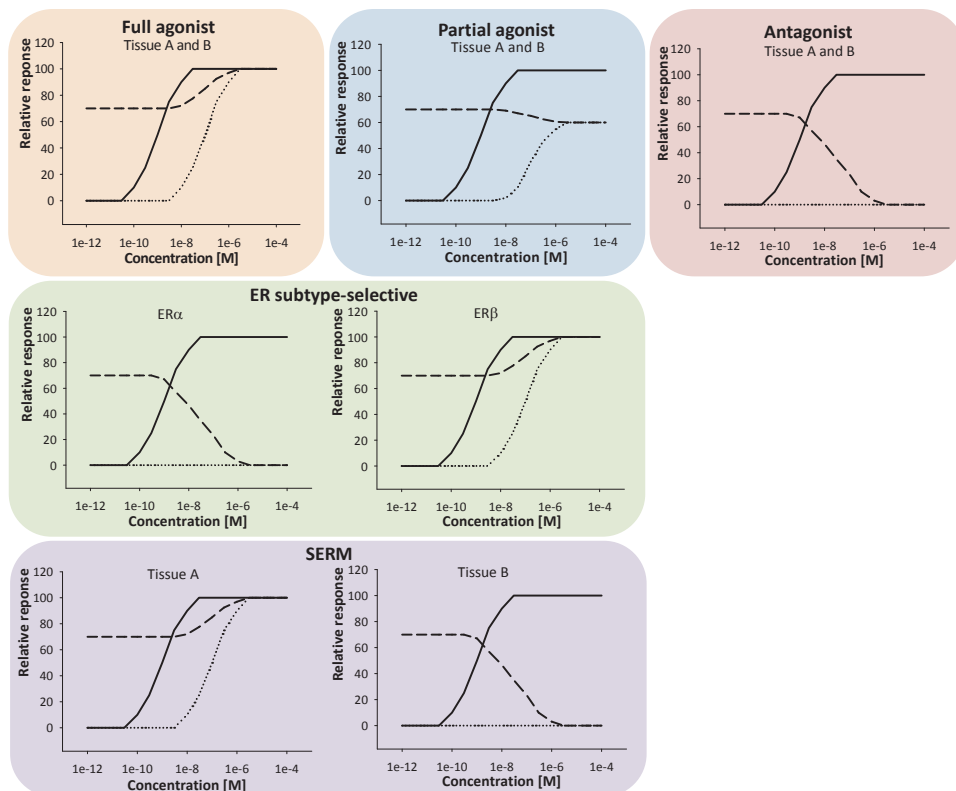 Full agonist
Tissue A and B
Relative response
120
100
80
60
40
20
0
1e-12 1e-10 1e-8 1e-6 1e-4
Concentration [M]
Partial agonist
Tissue A and B
Relative response
120
100
80
60
40
20
0
1e-12 1e-10 1e-8 1e-6 1e-4
Concentration [M]
Antagonist
Tissue A and B
Relative response
120
100
80
60
40
20
0
1e-12 1e-10 1e-8 1e-6 1e-4
Concentration [M]
ER subtype-selective
ERα
Relative response
120
100
80
60
40
20
0
1e-12 1e-10 1e-8 1e-6 1e-4
Concentration [M]
ERβ
Relative response
120
100
80
60
40
20
0
1e-12 1e-10 1e-8 1e-6 1e-4
Concentration [M]
SERM
Tissue A
Relative reponse
120
100
80
60
40
20
0
1e-12 1e-10 1e-8 1e-6 1e-4
Concentration [M]
Tissue B
Relative response
120
100
80
60
40
20
0
1e-12 1e-10 1e-8 1e-6 1e-4
Concentration [M]